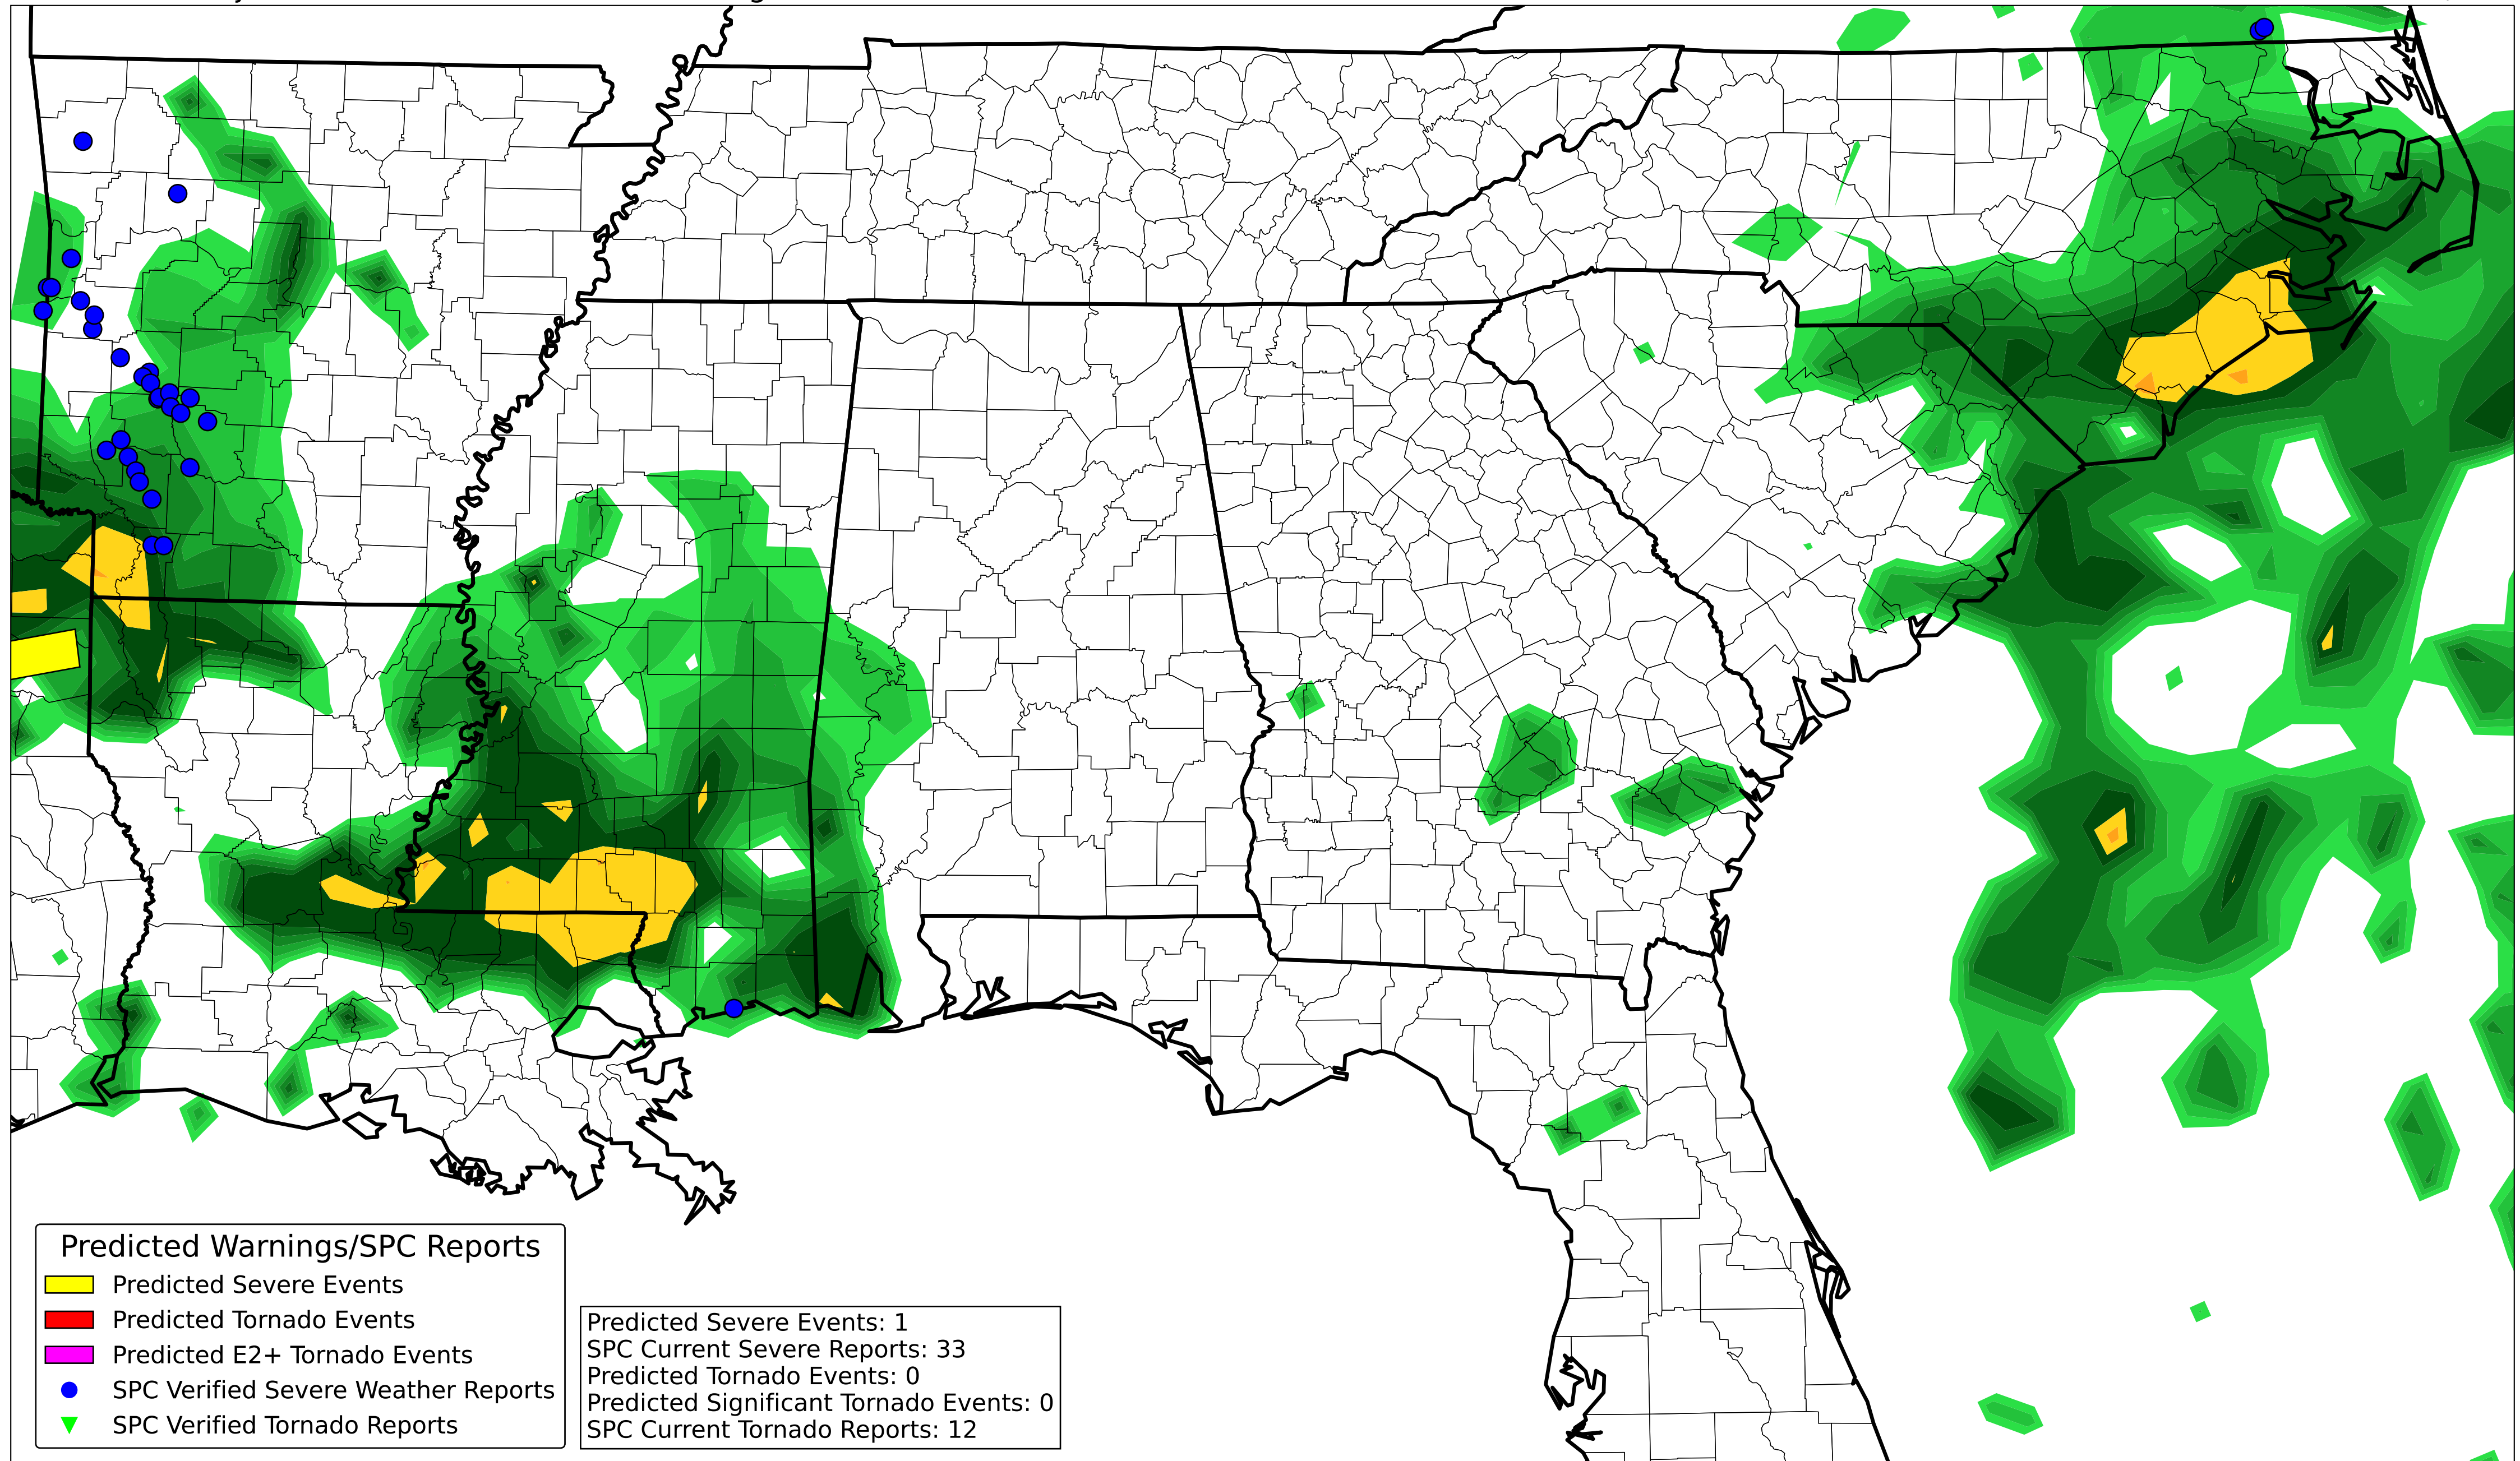 Predicted Warnings/SPC Reports
Predicted Severe Events
Predicted Tornado Events
Predicted E2+ Tornado Events
SPC Verified Severe Weather Reports
SPC Verified Tornado Reports
Predicted Severe Events: 1
SPC Current Severe Reports: 33
Predicted Tornado Events: 0
Predicted Significant Tornado Events: 0
SPC Current Tornado Reports: 12